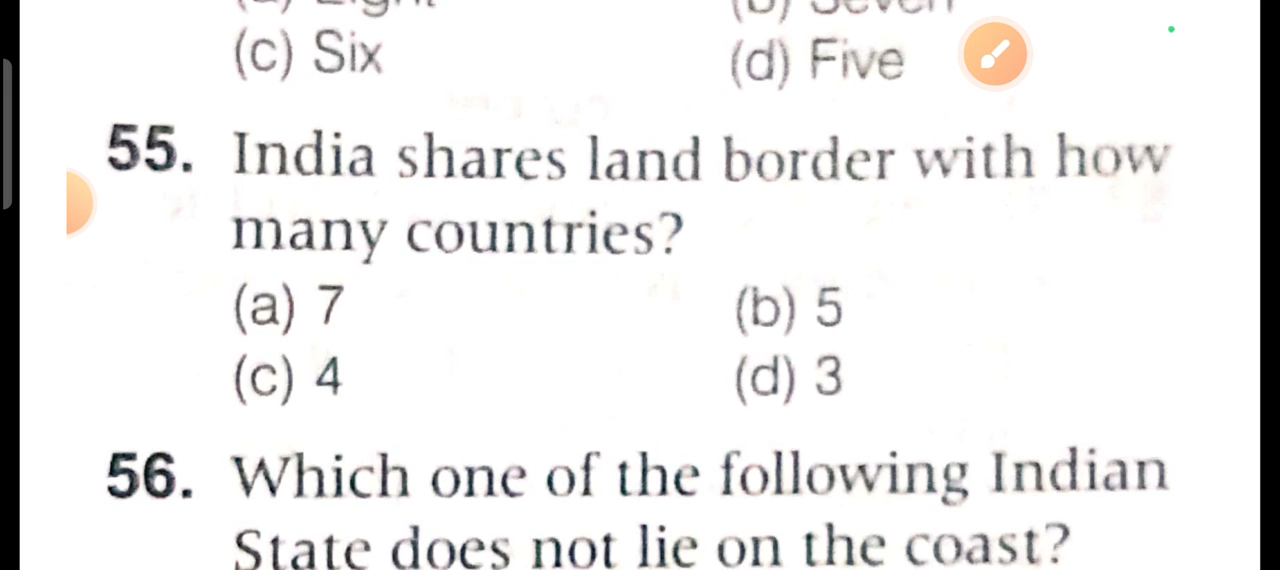 (c) Six (d) Five
55. India shares land border with how
many countries?
(a) 7 (b) 5
(c) 4 (d) 3
56. Which one of the following Indian
State does not lie on the coast?